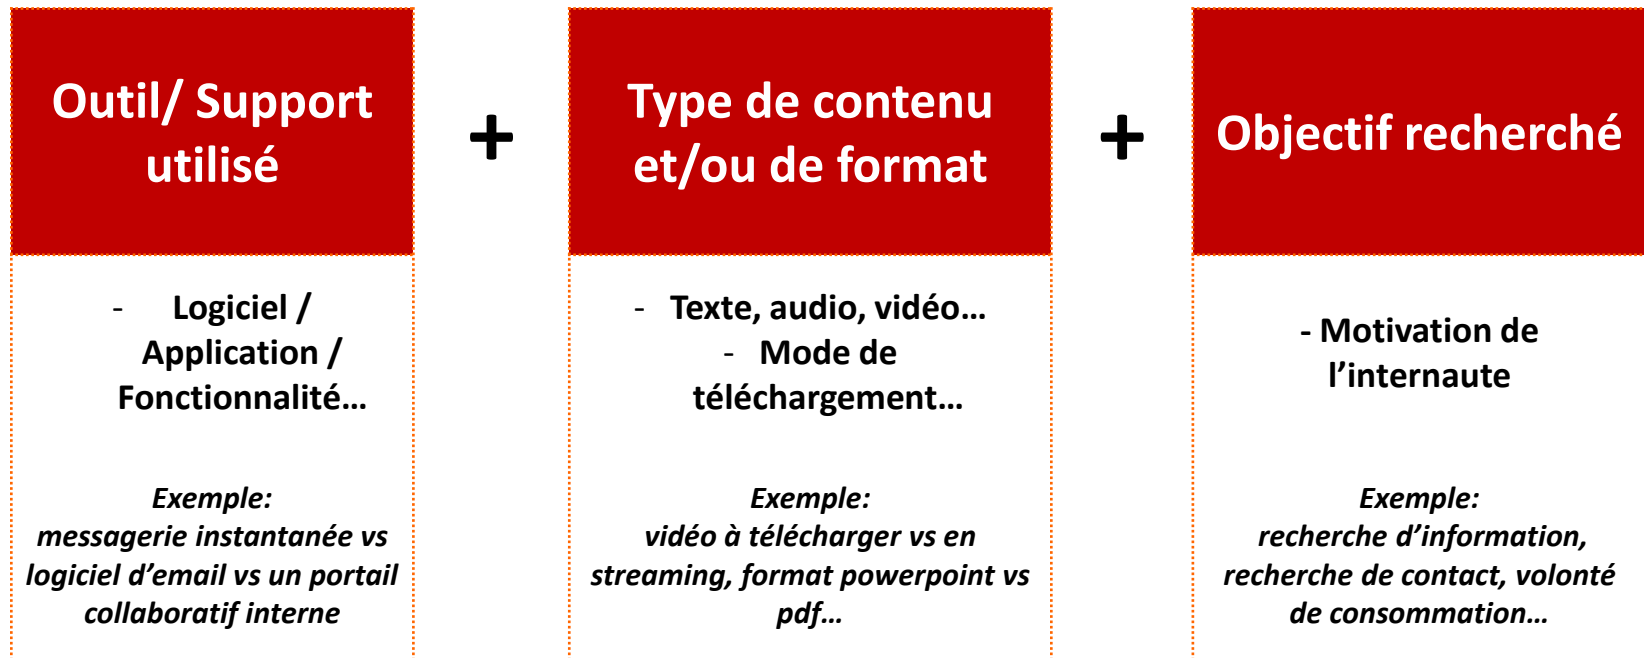 Outil/ Support
utilisé
+
Type de contenu
et/ou de format
+
Objectif recherché
- Logiciel /
Application /
Fonctionnalité…
Exemple:
messagerie instantanée vs
logiciel d’email vs un portail
collaboratif interne
- Texte, audio, vidéo…
- Mode de
téléchargement…
Exemple:
vidéo à télécharger vs en
streaming, format powerpoint vs
pdf…
- Motivation de
l’internaute
Exemple:
recherche d’information,
recherche de contact, volonté
de consommation…